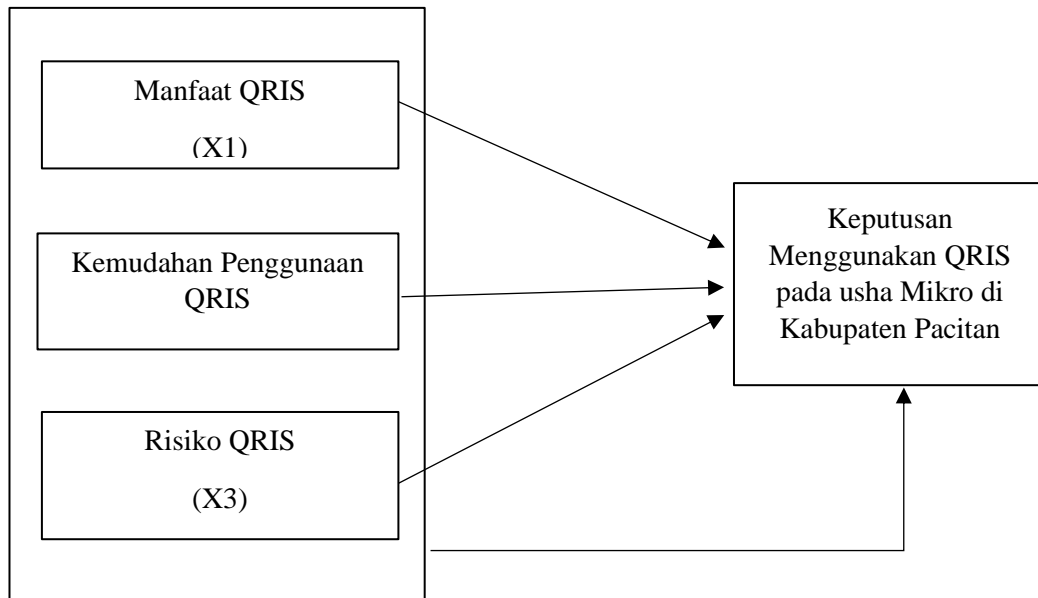 Manfaat QRIS
(X1)
Kemudahan Penggunaan
QRIS
Risiko QRIS
(X3)
Keputusan
Menggunakan QRIS
pada usha Mikro di
Kabupaten Pacitan